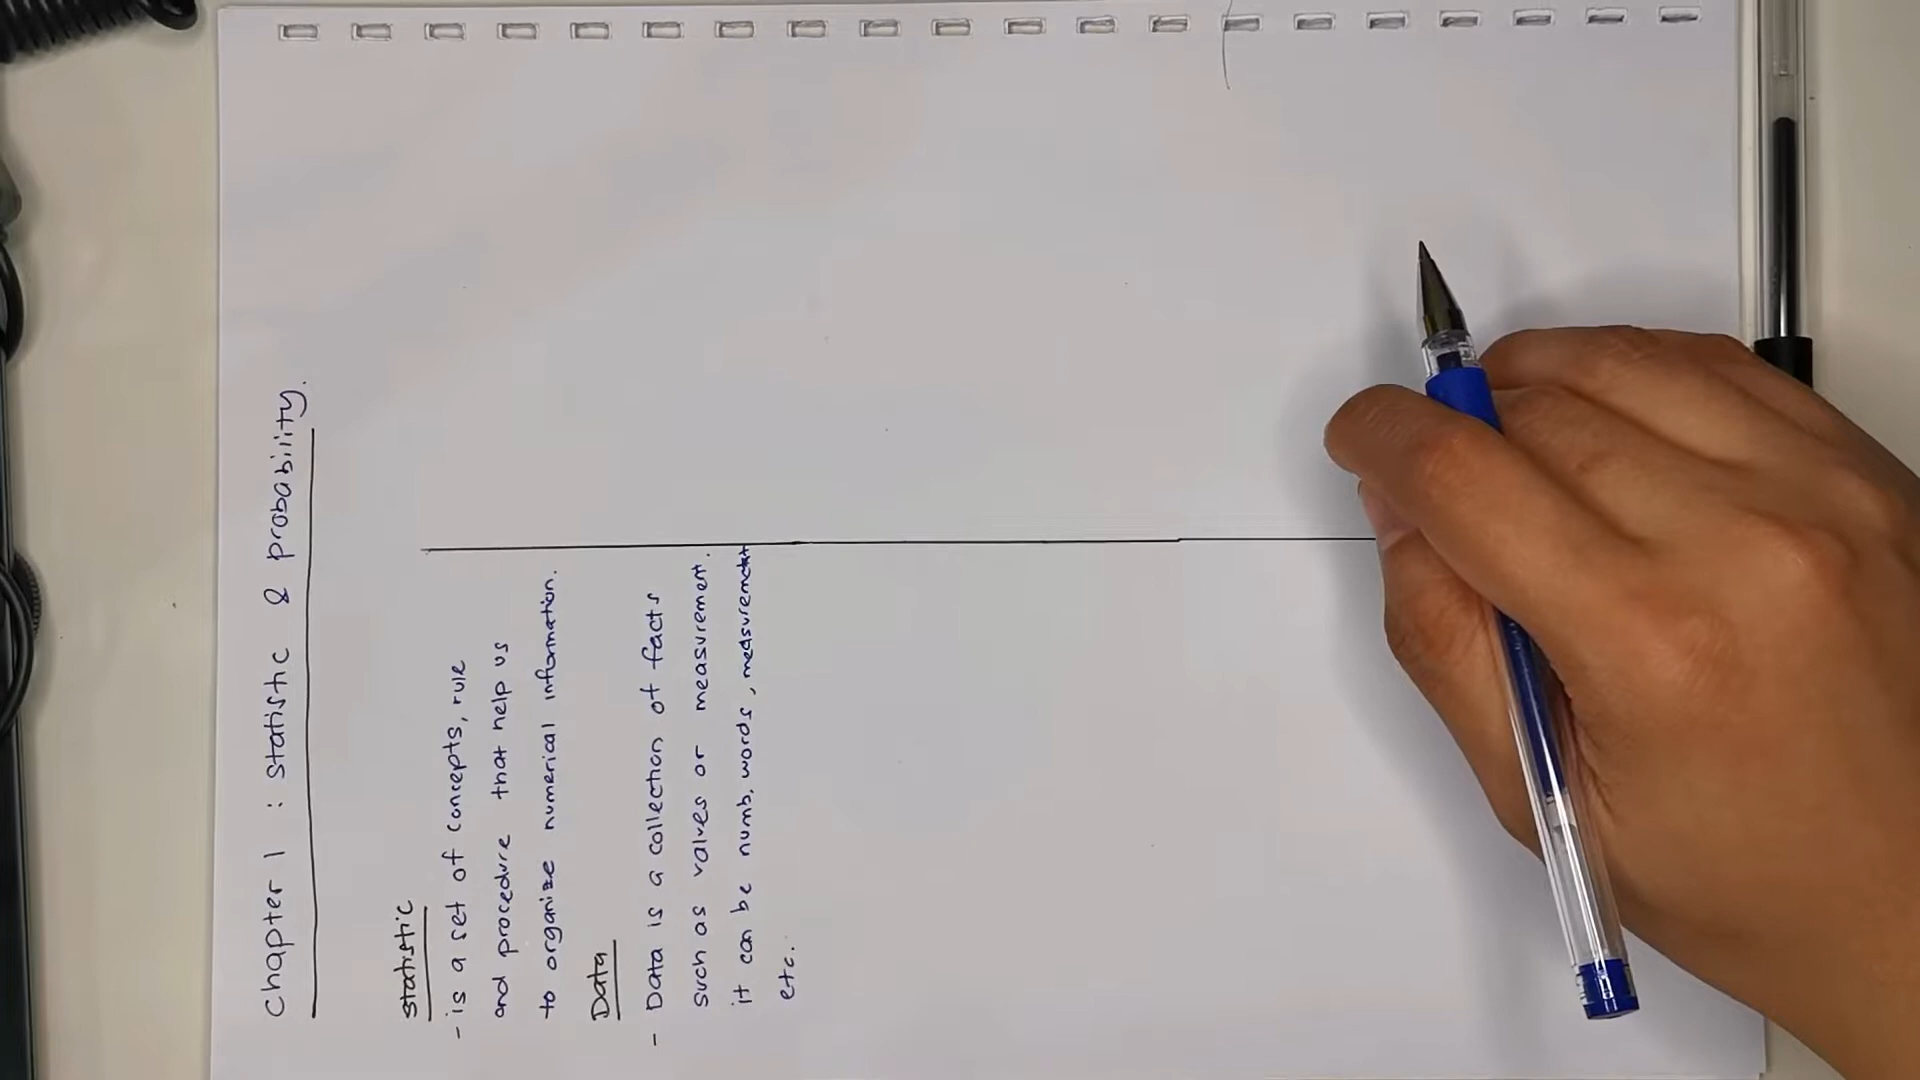 Chapter 1 : statistic & probability.
statistic
- is a set of concepts, rule
and procedure that help us
to organize numerical information.
Data
- Data is a collection of facts
such as values or measurement.
it can be numb, words, measurement
etc.